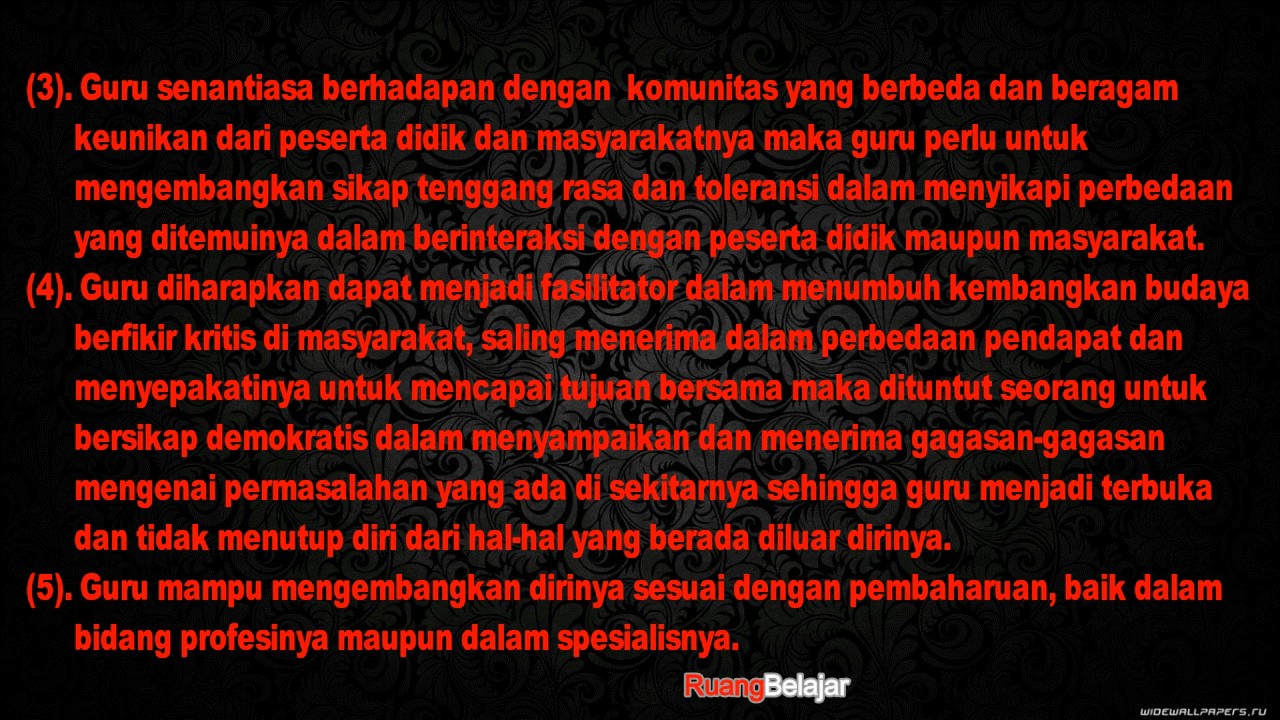 (3). Guru senantiasa berhadapan dengan komunitas yang berbeda dan beragam
keunikan dari peserta didik dan masyarakatnya maka guru perlu untuk
mengembangkan sikap tenggang rasa dan toleransi dalam menyikapi perbedaan
yang ditemuinya dalam berinteraksi dengan peserta didik maupun masyarakat.
(4). Guru diharapkan dapat menjadi fasilitator dalam menumbuh kembangkan budaya
berfikir kritis di masyarakat, saling menerima dalam perbedaan pendapat dan
menyepakatinya untuk mencapai tujuan bersama maka dituntut seorang untuk
bersikap demokratis dalam menyampaikan dan menerima gagasan-gagasan
mengenai permasalahan yang ada di sekitarnya sehingga guru menjadi terbuka
dan tidak menutup diri dari hal-hal yang berada diluar dirinya.
(5). Guru mampu mengembangkan dirinya sesuai dengan pembaharuan, baik dalam
bidang profesinya maupun dalam spesialisnya.
RuangBelajar
WIDEWALLPAPERS.RU